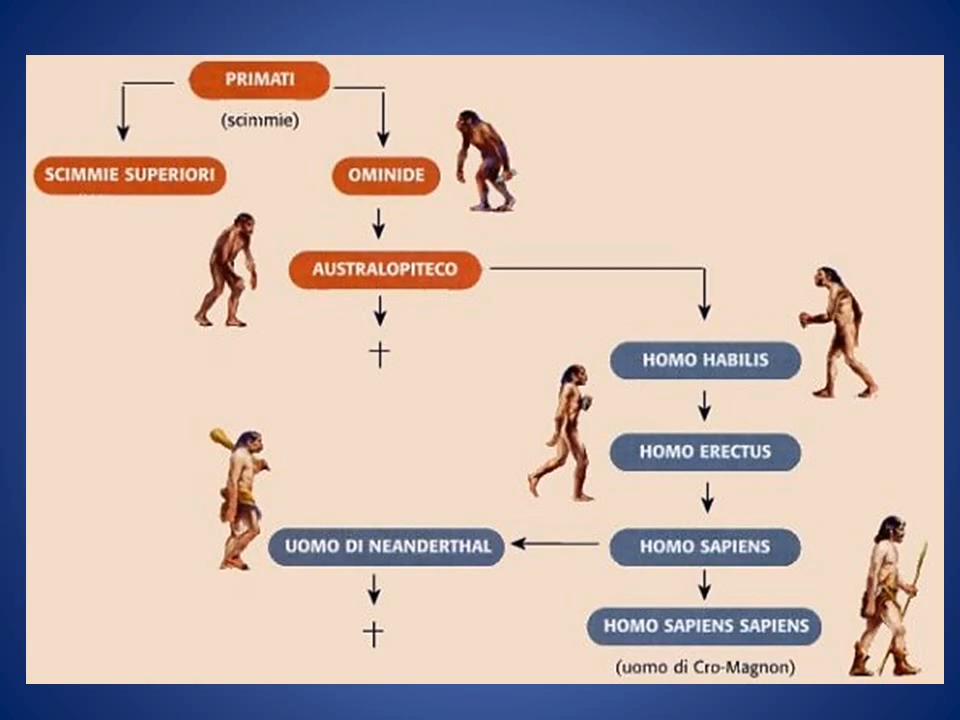 PRIMATI
(scimmie)
SCIMMIE SUPERIORI
OMINIDE
AUSTRALOPITECO
HOMO HABILIS
HOMO ERECTUS
UOMO DI NEANDERTHAL
HOMO SAPIENS
HOMO SAPIENS SAPIENS
(uomo di Cro-Magnon)